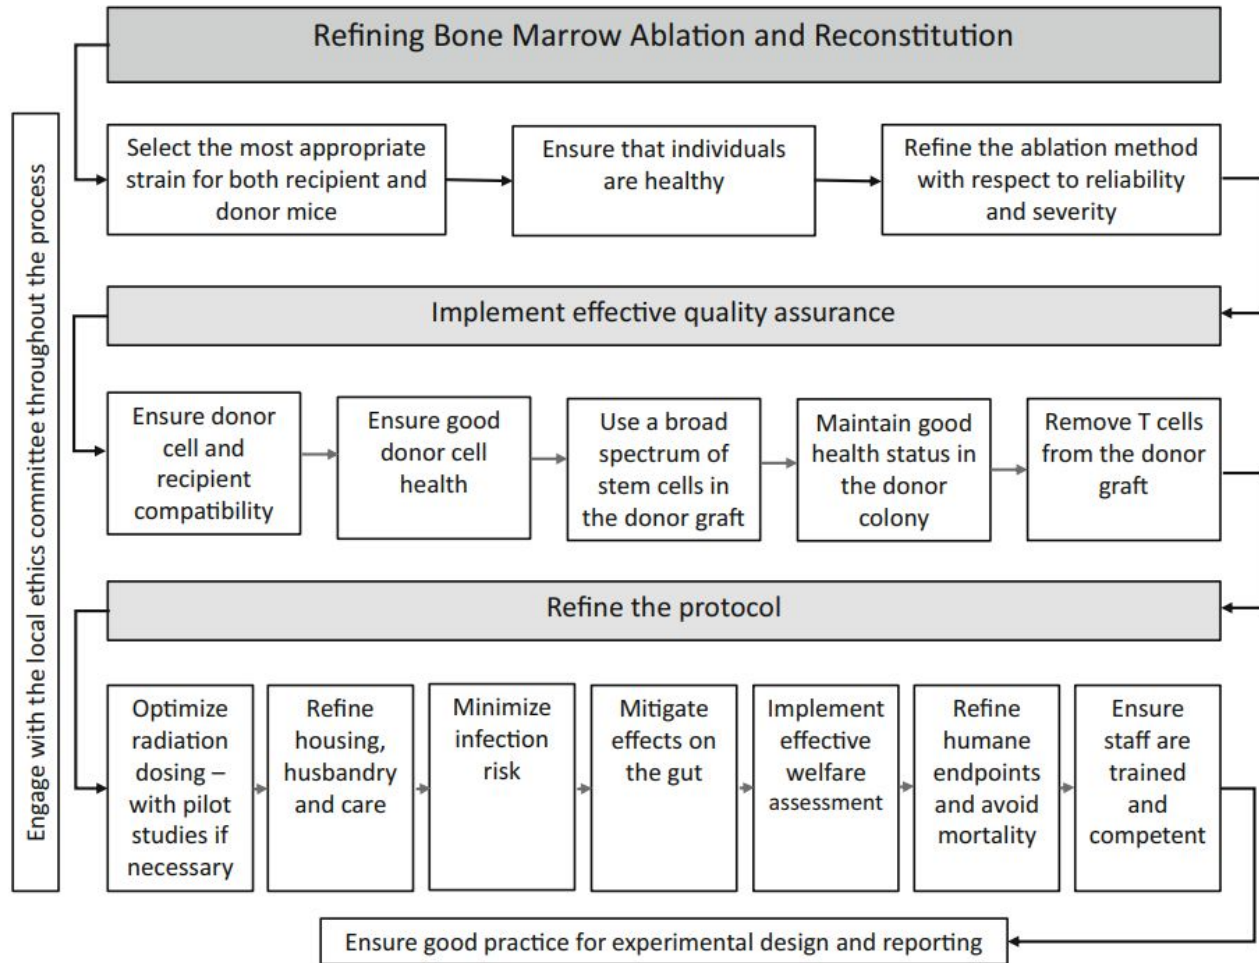 Refining Bone Marrow Ablation and Reconstitution
Engage with the local ethics committee throughout the process
Select the most appropriate
strain for both recipient and
donor mice
Ensure that individuals
are healthy
Refine the ablation method
with respect to reliability
and severity
Implement effective quality assurance
Ensure donor
cell and
recipient
compatibility
Ensure good
donor cell
health
Use a broad
spectrum of
stem cells in
the donor graft
Maintain good
health status in
the donor
colony
Remove T cells
from the donor
graft
Refine the protocol
Optimize
radiation
dosing –
with pilot
studies if
necessary
Refine
housing,
husbandry
and care
Minimize
infection
risk
Mitigate
effects on
the gut
Implement
effective
welfare
assessment
Refine
humane
endpoints
and avoid
mortality
Ensure
staff are
trained
and
competent
Ensure good practice for experimental design and reporting